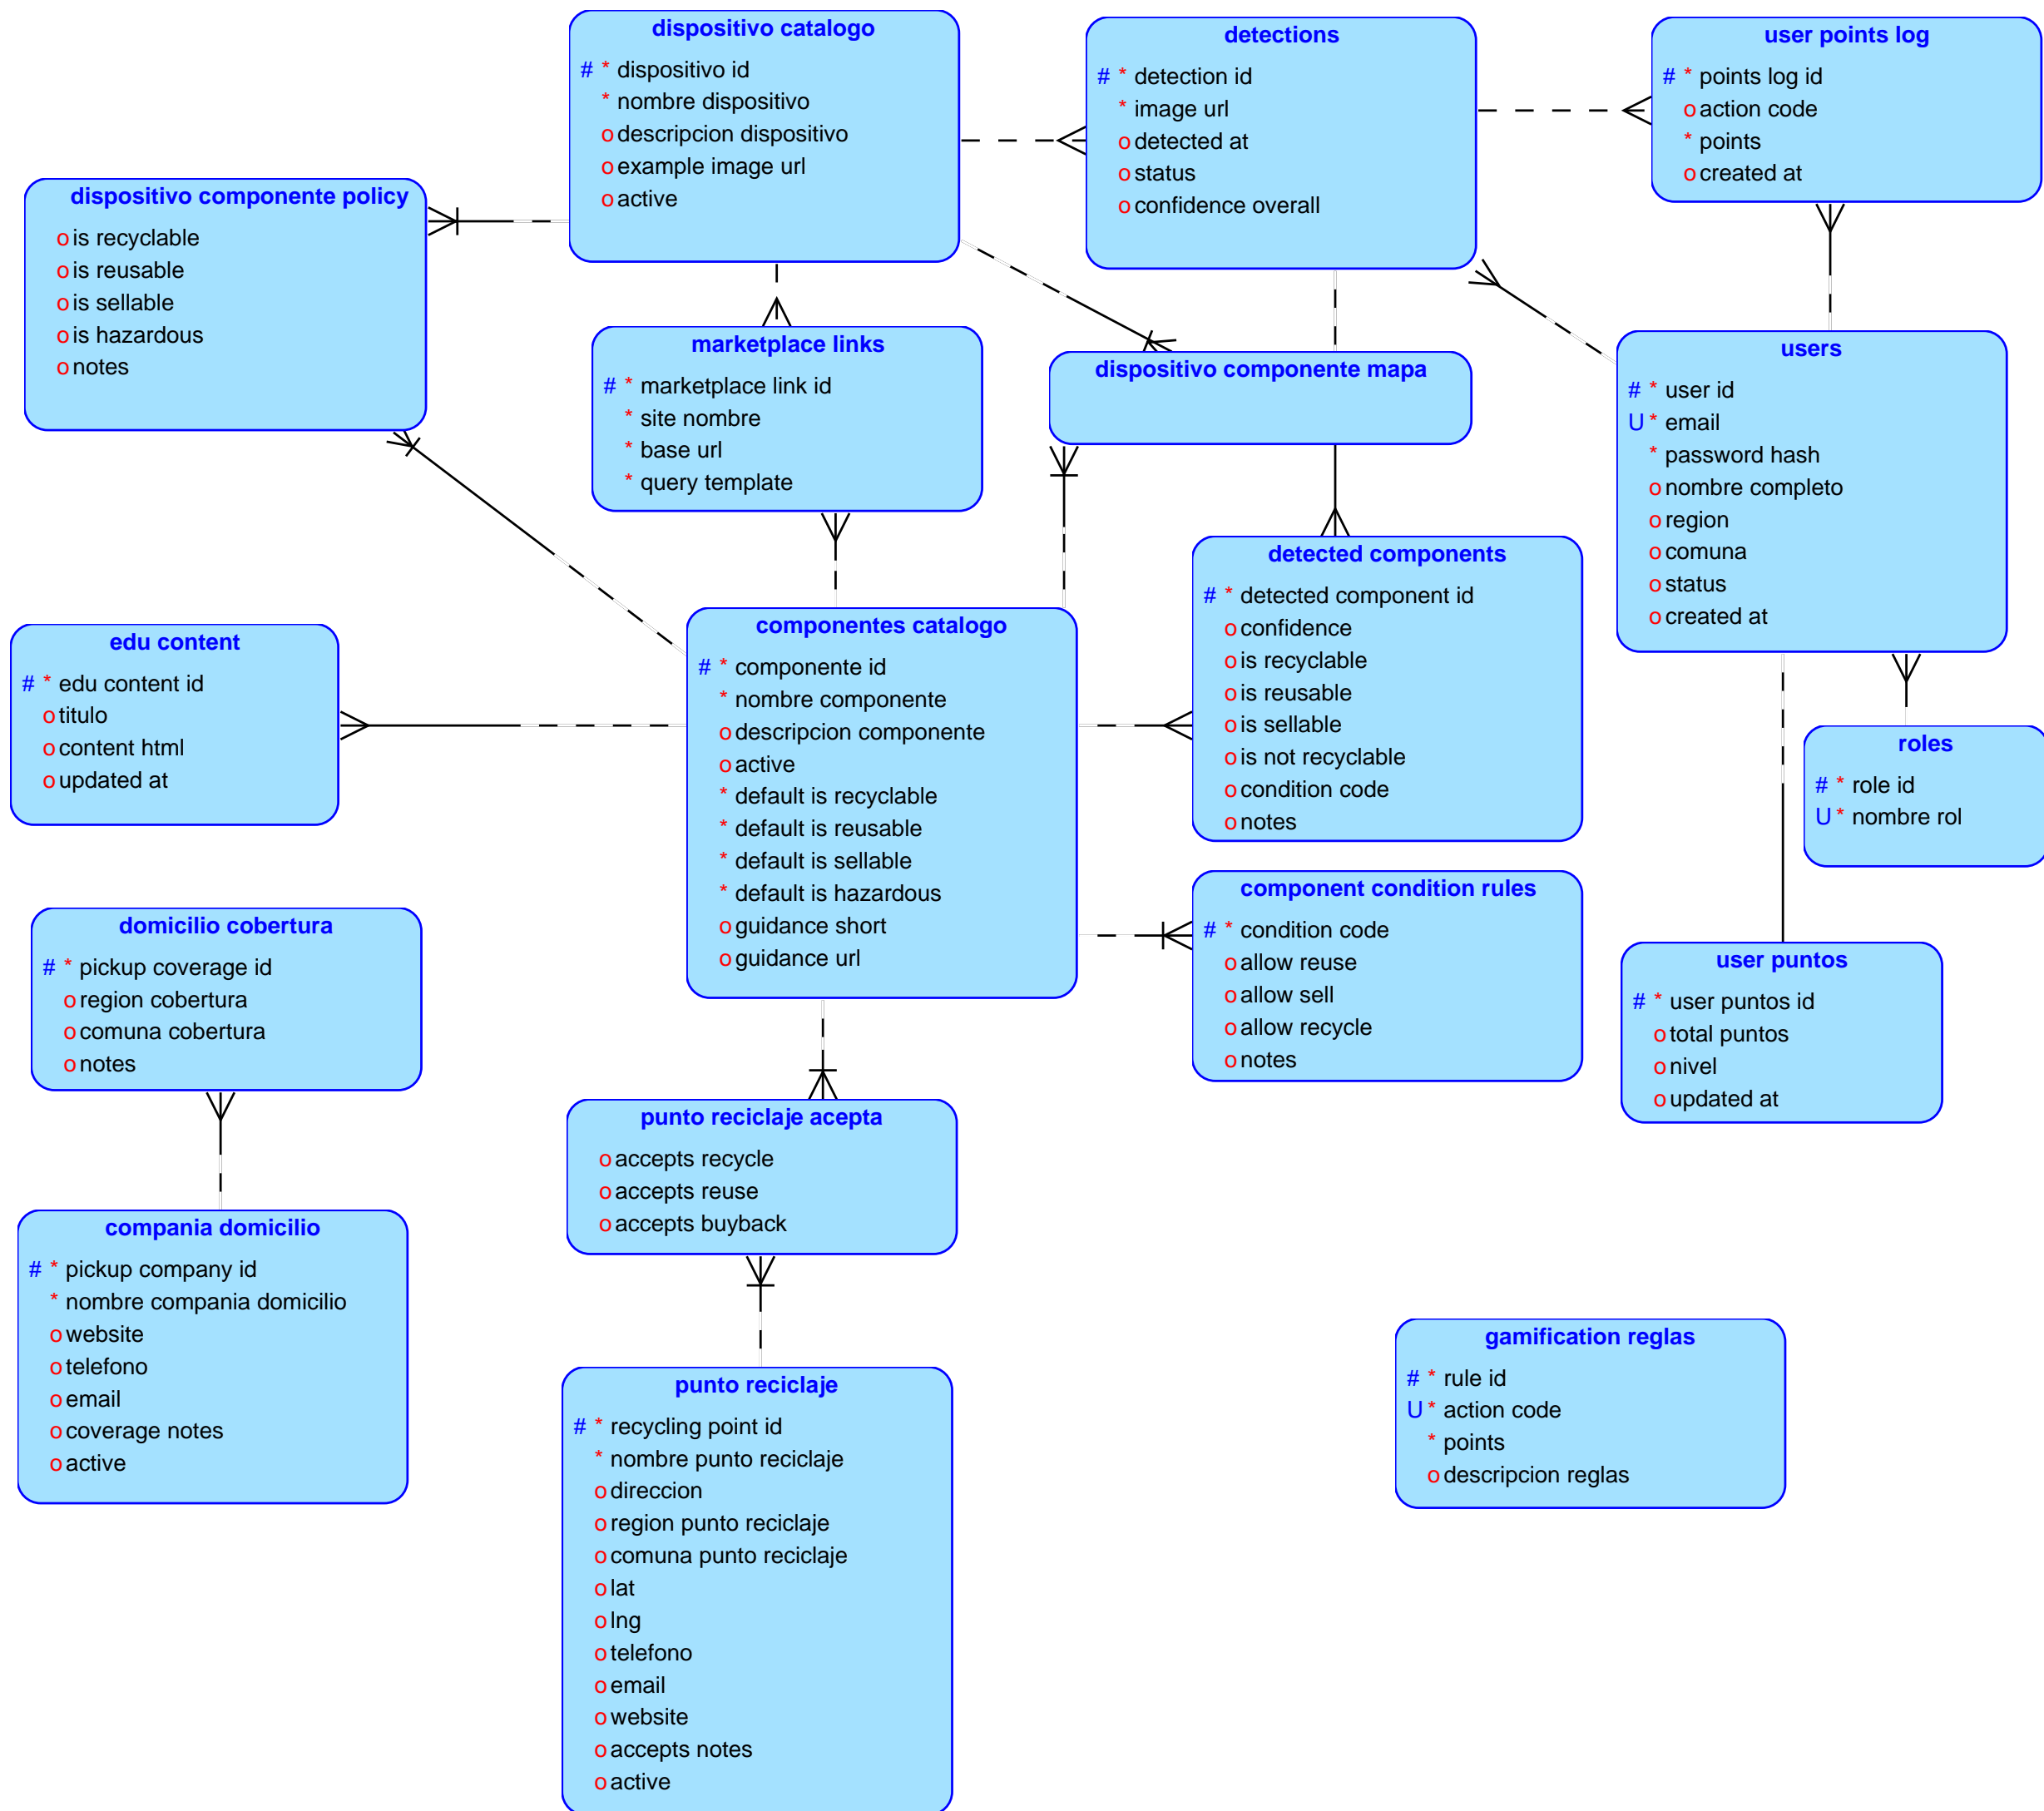 dispositivo catalogo
# * dispositivo id
* nombre dispositivo
o descripcion dispositivo
o example image url
o active
detections
# * detection id
* image url
o detected at
o status
o confidence overall
user points log
# * points log id
o action code
* points
o created at
dispositivo componente policy
o is recyclable
o is reusable
o is sellable
o is hazardous
o notes
marketplace links
# * marketplace link id
* site nombre
* base url
* query template
dispositivo componente mapa
users
# * user id
U * email
* password hash
o nombre completo
o region
o comuna
o status
o created at
detected components
# * detected component id
o confidence
o is recyclable
o is reusable
o is sellable
o is not recyclable
o condition code
o notes
edu content
# * edu content id
o titulo
o content html
o updated at
componentes catalogo
# * componente id
* nombre componente
o descripcion componente
o active
* default is recyclable
* default is reusable
* default is sellable
* default is hazardous
o guidance short
o guidance url
roles
# * role id
U * nombre rol
component condition rules
# * condition code
o allow reuse
o allow sell
o allow recycle
o notes
domicilio cobertura
# * pickup coverage id
o region cobertura
o comuna cobertura
o notes
user puntos
# * user puntos id
o total puntos
o nivel
o updated at
punto reciclaje acepta
o accepts recycle
o accepts reuse
o accepts buyback
compania domicilio
# * pickup company id
* nombre compania domicilio
o website
o telefono
o email
o coverage notes
o active
gamification reglas
# * rule id
U * action code
* points
o descripcion reglas
punto reciclaje
# * recycling point id
* nombre punto reciclaje
o direccion
o region punto reciclaje
o comuna punto reciclaje
o lat
o lng
o telefono
o email
o website
o accepts notes
o active